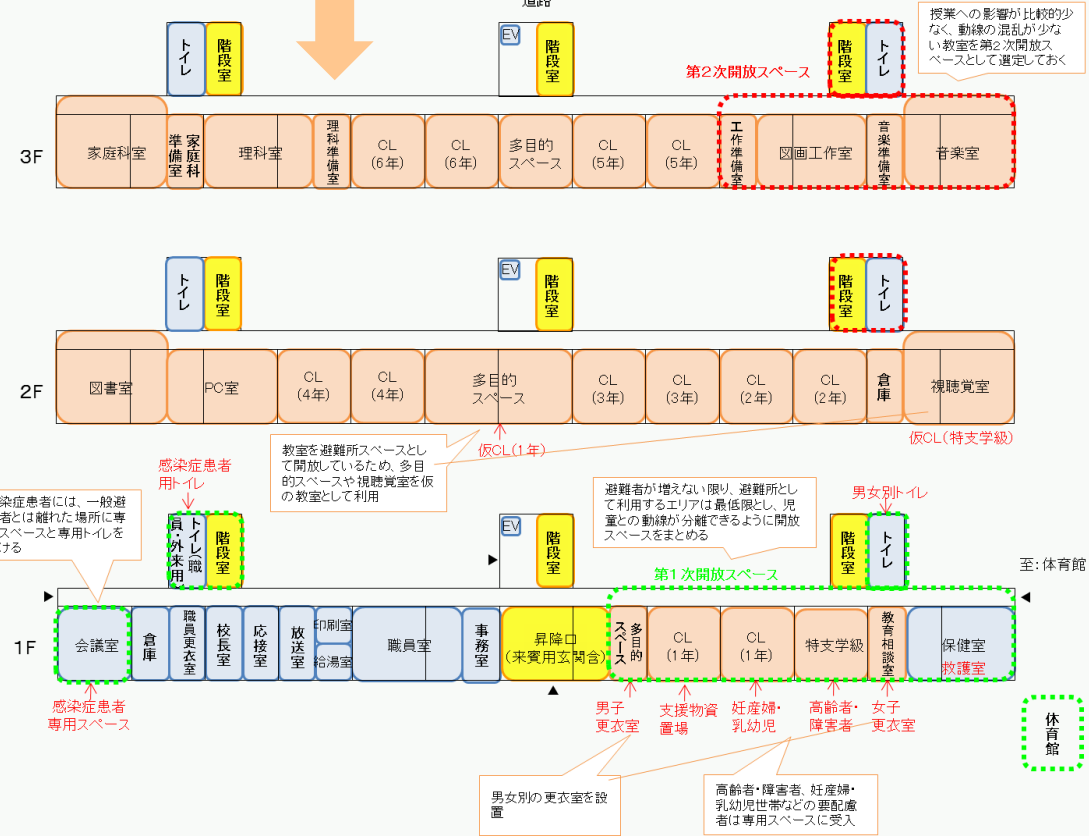 道路
授業への影響が比較的少
なく、動線の混乱が少な
い教室を第2次開放ス
ペースとして選定しておく
トイレ
階段室
EV
階段室
第2次開放スペース
階段室
トイレ
3F
家庭科室
家庭科
準備室
理科室
理科準備室
CL
(6年)
CL
(6年)
多目的
スペース
CL
(5年)
CL
(5年)
工作準備室
図画工作室
音楽準備室
音楽室
トイレ
階段室
EV
階段室
階段室
トイレ
2F
図書室
PC室
CL
(4年)
CL
(4年)
多目的
スペース
CL
(3年)
CL
(3年)
CL
(2年)
CL
(2年)
倉庫
視聴覚室
仮CL(1年)
仮CL(特支学級)
教室を避難所スペースとし
て開放しているため、多目
的スペースや視聴覚室を仮
の教室として利用
感染症患者
用トイレ
染症患者には、一般避
者とは離れた場所に専
スペースと専用トイレを
ける
避難者が増えない限り、避難所とし
て利用するエリアは最低限とし、児
童との動線が分離できるように開放
スペースをまとめる
男女別トイレ
トイレ(職
員・外来用
階段室
EV
階段室
階段室
トイレ
第1次開放スペース
至:体育館
1F
会議室
倉庫
職員更衣室
校長室
応接室
放送室
印刷室
給湯室
職員室
事務室
昇降口
(来賓用玄関含)
多目的
スペース
CL
(1年)
CL
(1年)
特支学級
教育相談室
保健室
救護室
感染症患者
専用スペース
男子
更衣室
支援物資
置場
妊産婦・
乳幼児
高齢者・
障害者
女子
更衣室
体育館
男女別の更衣室を設
置
高齢者・障害者、妊産婦・
乳幼児世帯などの要配慮
者は専用スペースに受入